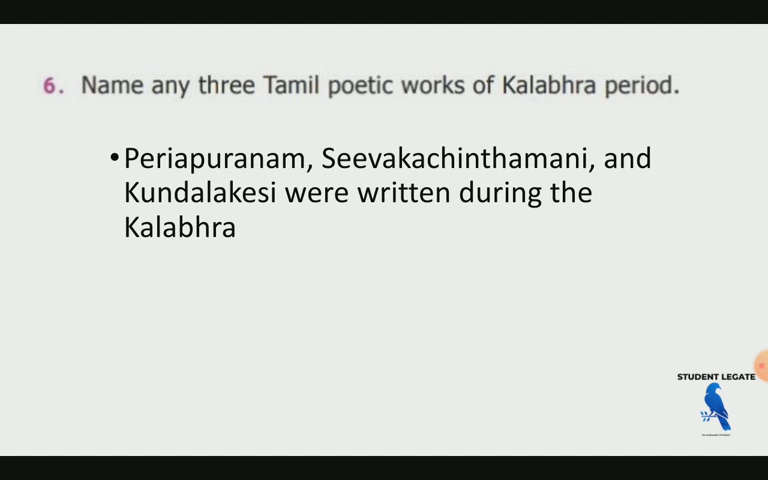 6. Name any three Tamil poetic works of Kalabhra period.
•Periapuranam, Seevakachinthamani, and
Kundalakesi were written during the
Kalabhra
STUDENT LEGATE